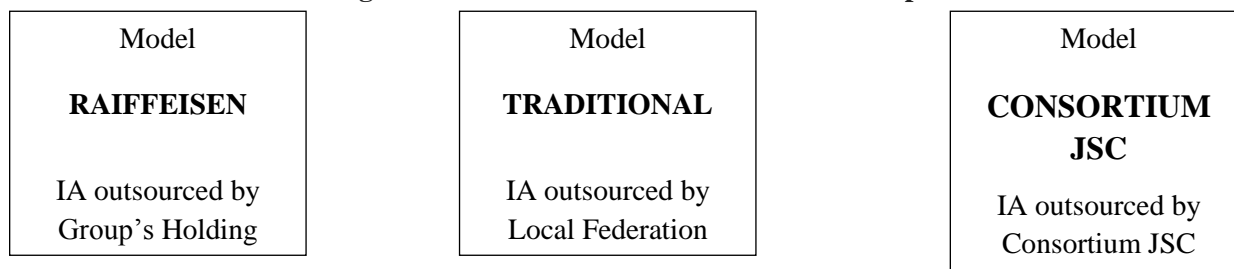 Model
RAIFFEISEN
IA outsourced by
Group's Holding
Model
TRADITIONAL
IA outsourced by
Local Federation
Model
CONSORTIUM
JSC
IA outsourced by
Consortium JSC